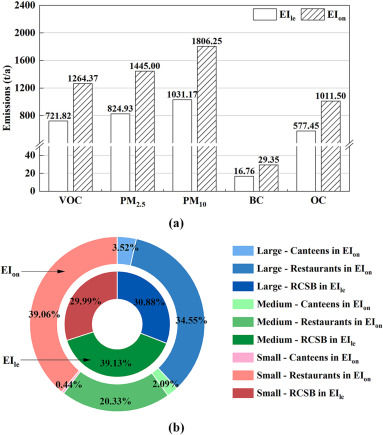 2400
2000
1600
1200
800
40
20
0
Emissions (t/a)
EIle
EIon
721.82
1264.37
824.93
1445.00
1031.17
1806.25
16.76
29.35
577.45
1011.50
VOC
PM2.5
PM10
BC
OC
(a)
EIon
EIle
3.52%
34.55%
2.09%
20.33%
0.44%
39.06%
29.99%
30.88%
39.13%
Large - Canteens in EIon
Large - Restaurants in EIon
Large - RCSB in EIle
Medium - Canteens in EIon
Medium - Restaurants in EIon
Medium - RCSB in EIle
Small - Canteens in EIon
Small - Restaurants in EIon
Small - RCSB in EIle
(b)